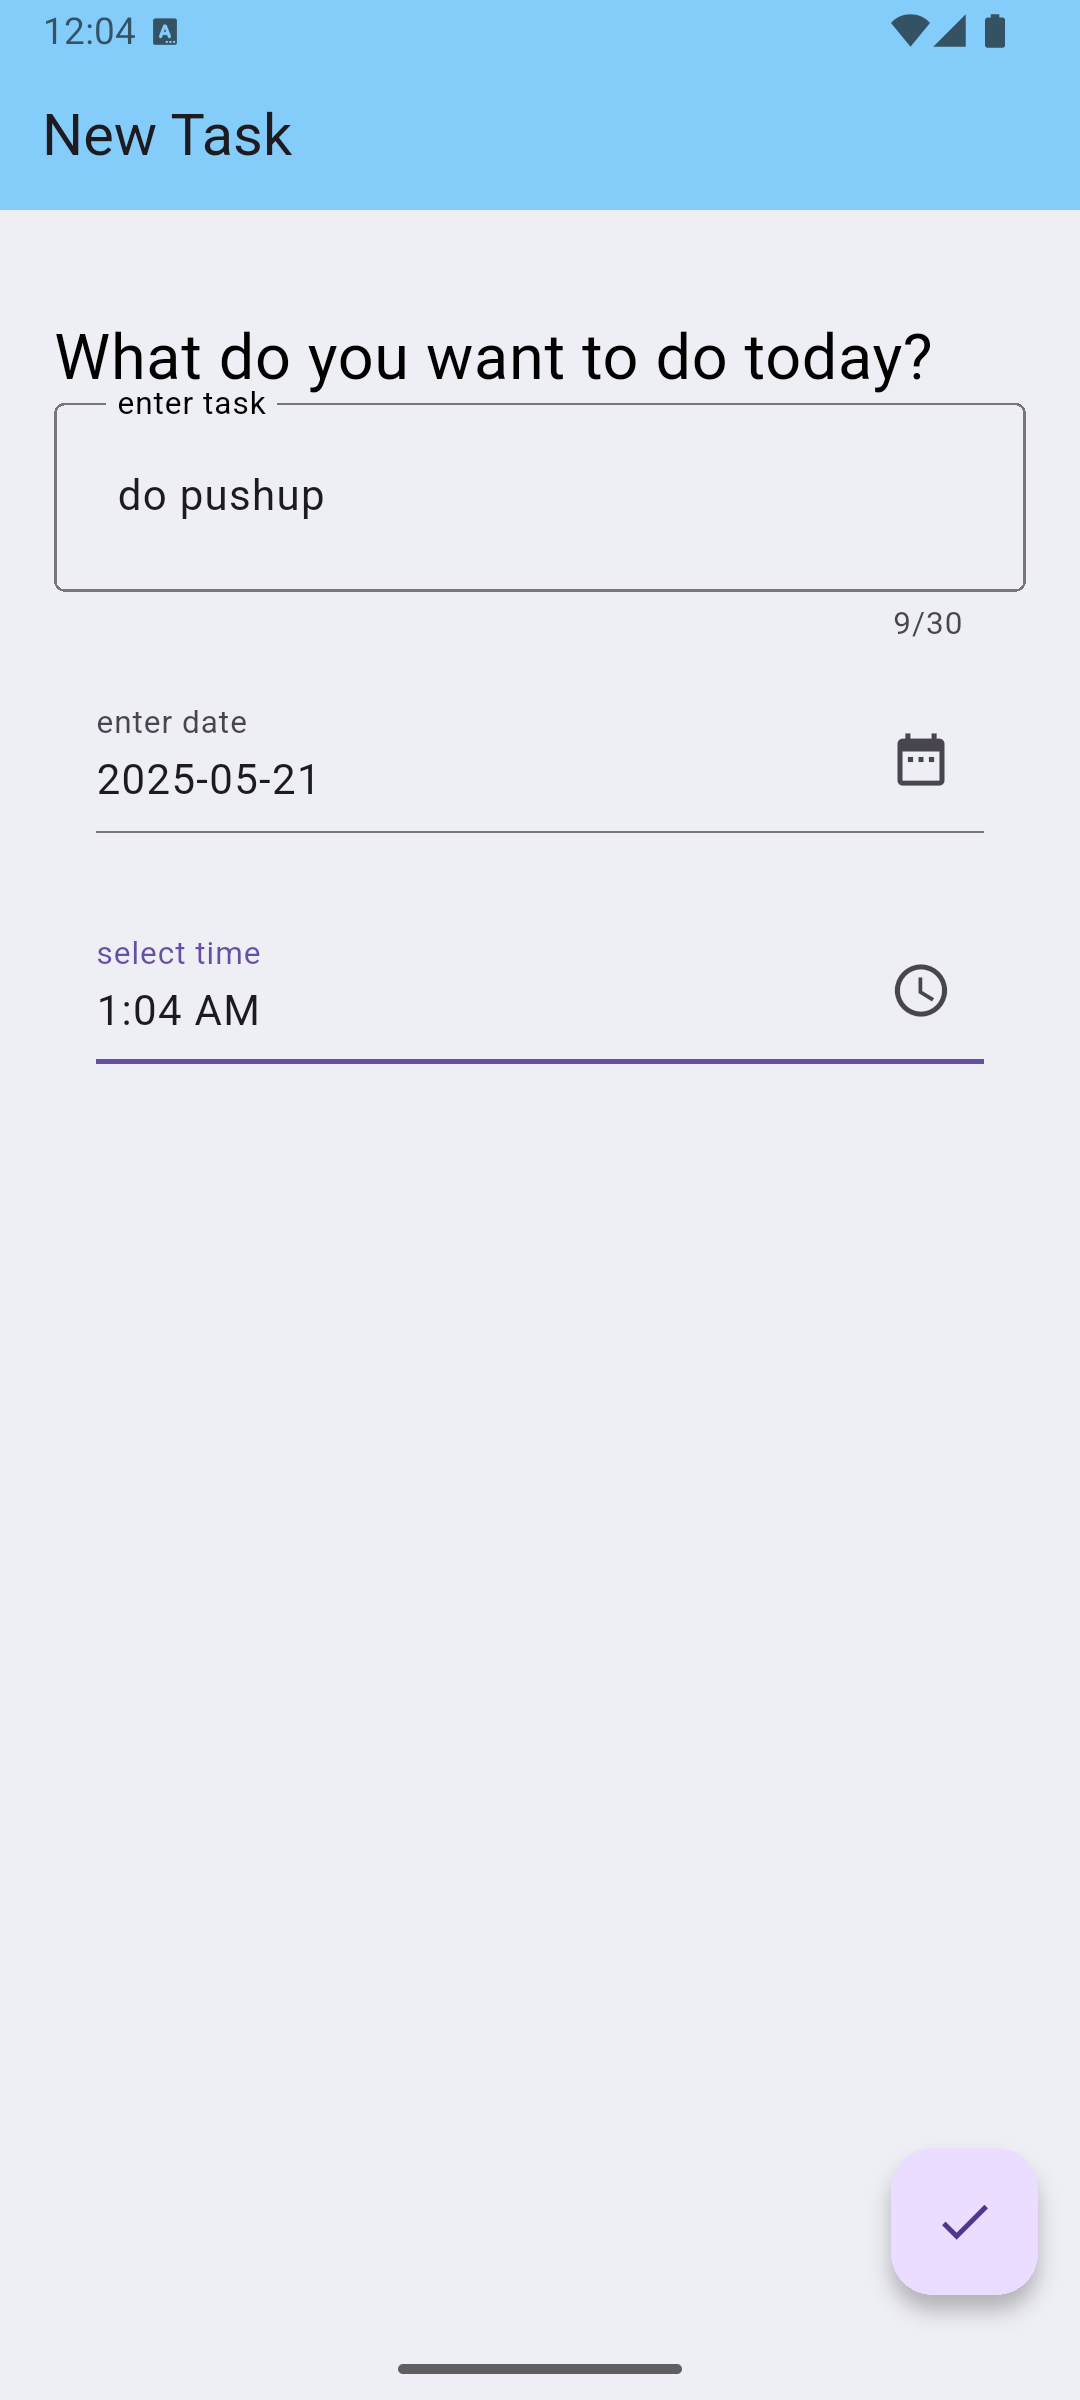 12:04
New Task
What do you want to do today?
enter task
do pushup
9/30
enter date
2025-05-21
select time
1:04 AM